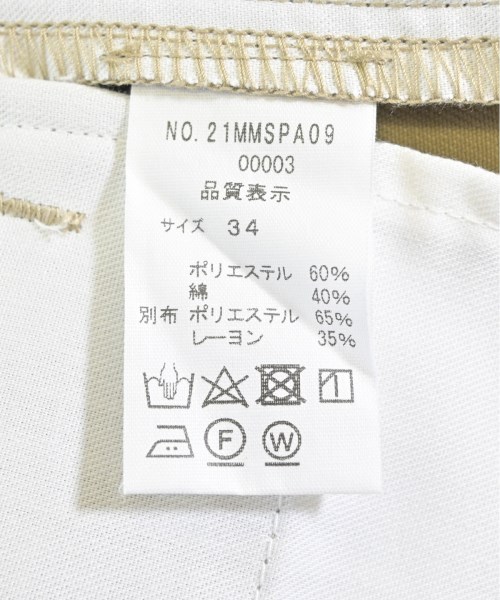 NO. 21MMSPA09
00003
品質表示
サイズ 34
ポリエステル 60%
綿 40%
別布 ポリエステル 65%
レーヨン 35%
F W